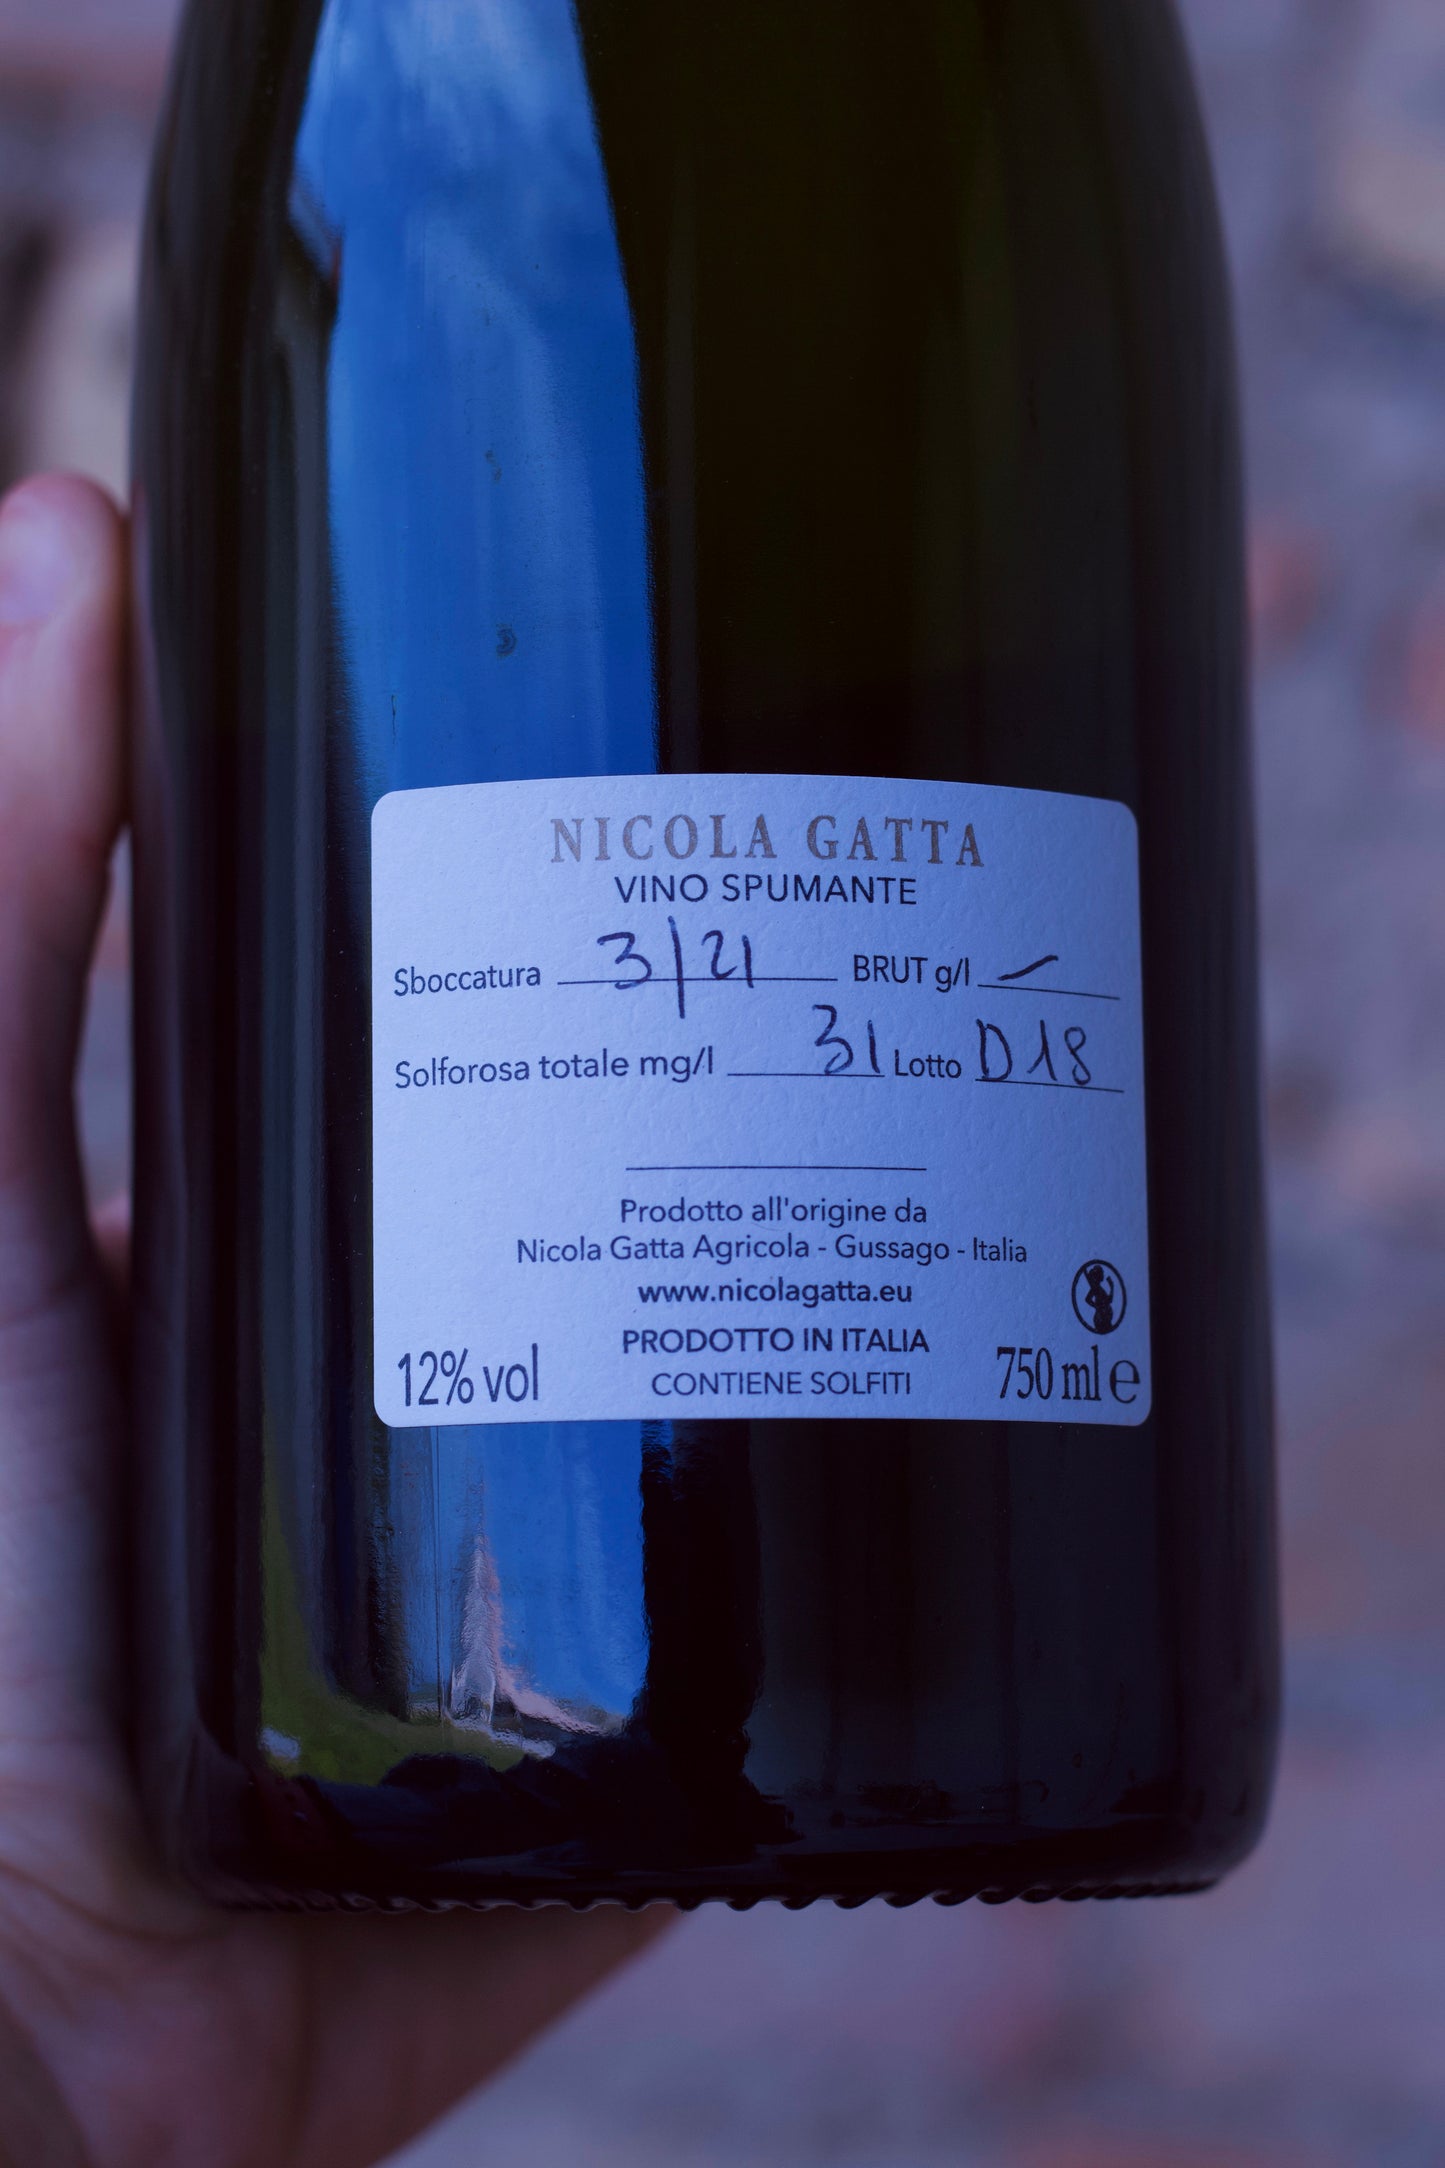 NICOLA GATTA
VINO SPUMANTE
Sboccatura 3/21 BRUT g/l –
Solforosa totale mg/l 31 Lotto D18
Prodotto all'origine da
Nicola Gatta Agricola - Gussago - Italia
www.nicolagatta.eu
PRODOTTO IN ITALIA
12% vol CONTIENE SOLFITI 750 ml e